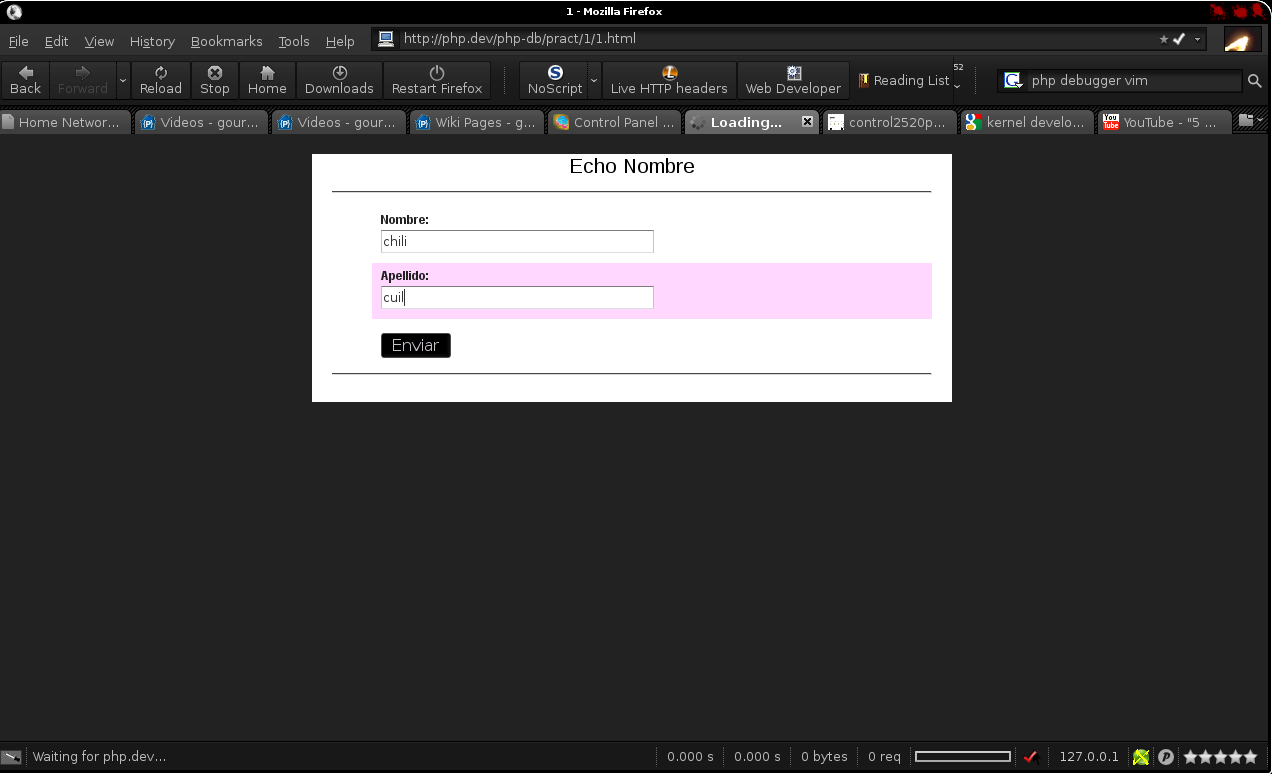 1 - Mozilla Firefox
File Edit View History Bookmarks Tools Help http://php.dev/php-db/pract/1/1.html
Back Forward Reload Stop Home Downloads Restart Firefox NoScript Live HTTP headers Web Developer Reading List 52 php debugger vim
Home Networ... Videos - gour... Videos - gour... Wiki Pages - g... Control Panel ... Loading... control2520p... kernel develo... YouTube - "5 ...
Echo Nombre
Nombre:
chili
Apellido:
cuil
Enviar
Waiting for php.dev... 0.000 s 0.000 s 0 bytes 0 req 127.0.0.1